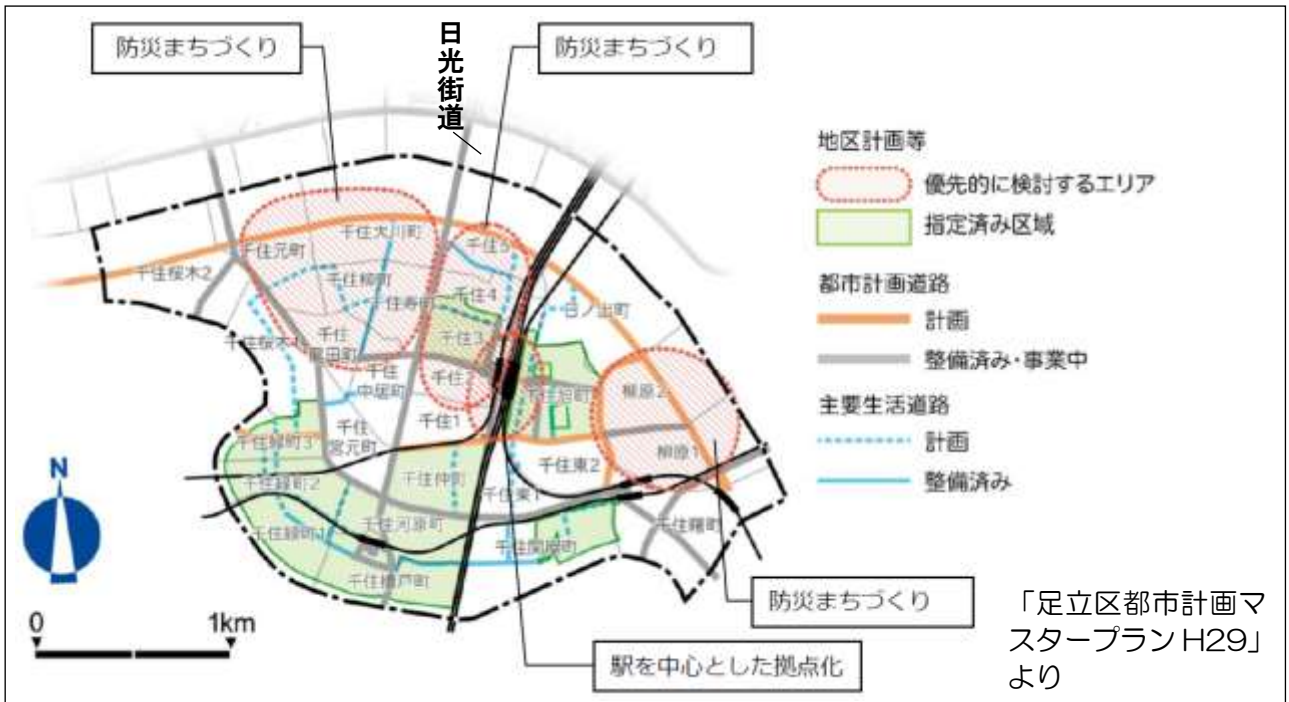 防災まちづくり
日光街道
防災まちづくり
地区計画等
優先的に検討するエリア
指定済み区域
都市計画道路
計画
整備済み・事業中
主要生活道路
計画
整備済み
千住大川町
千住元町
千住5
千住桜木2
千住柳町
千住4
千住寿町
日ノ出町
千住3
千住桜木1
千住
龍田町
千住
中居町
千住2
千住旭町
柳原2
千住1
千住
宮元町
柳原1
千住緑町3
千住東2
千住仲町
千住緑町2
千住東1
千住河原町
千住曙町
千住緑町1
千住関屋町
千住橋戸町
N
0
1km
防災まちづくり
駅を中心とした拠点化
「足立区都市計画マ
スタープランH29」
より